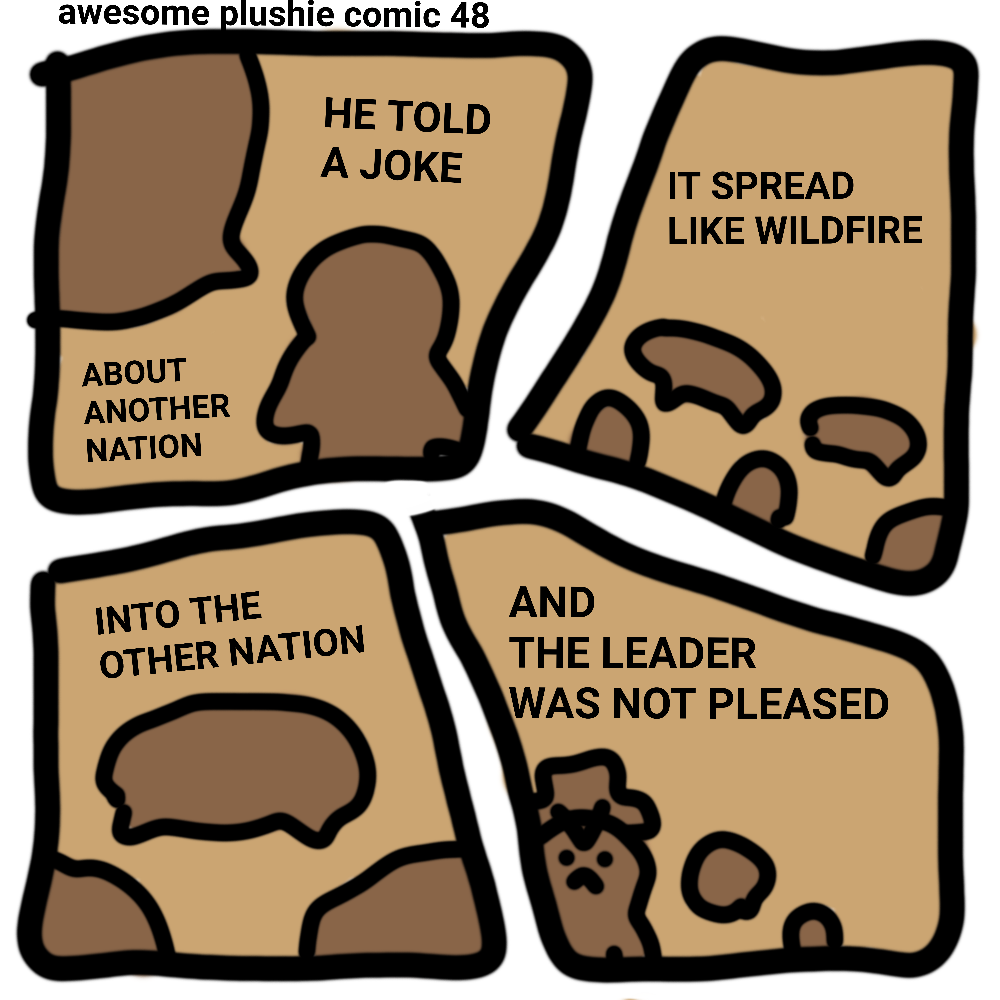 awesome plushie comic 48
HE TOLD
A JOKE
ABOUT
ANOTHER
NATION
IT SPREAD
LIKE WILDFIRE
INTO THE
OTHER NATION
AND
THE LEADER
WAS NOT PLEASED